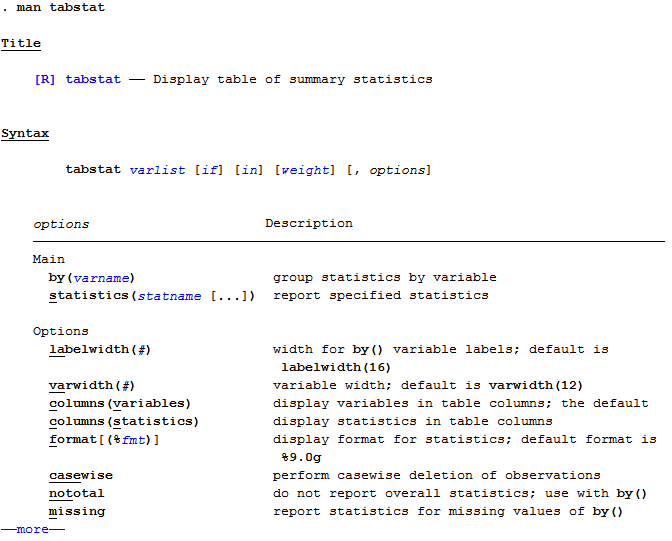 . man tabstat
Title
[R] tabstat — Display table of summary statistics
Syntax
tabstat varlist [if] [in] [weight] [, options]
options Description
Main
by(varname) group statistics by variable
statistics(statname [...]) report specified statistics
Options
labelwidth(#) width for by() variable labels; default is
labelwidth(16)
varwidth(#) variable width; default is varwidth(12)
columns(variables) display variables in table columns; the default
columns(statistics) display statistics in table columns
format[(%fmt)] display format for statistics; default format is
%9.0g
casewise perform casewise deletion of observations
nototal do not report overall statistics; use with by()
missing report statistics for missing values of by()
—more—